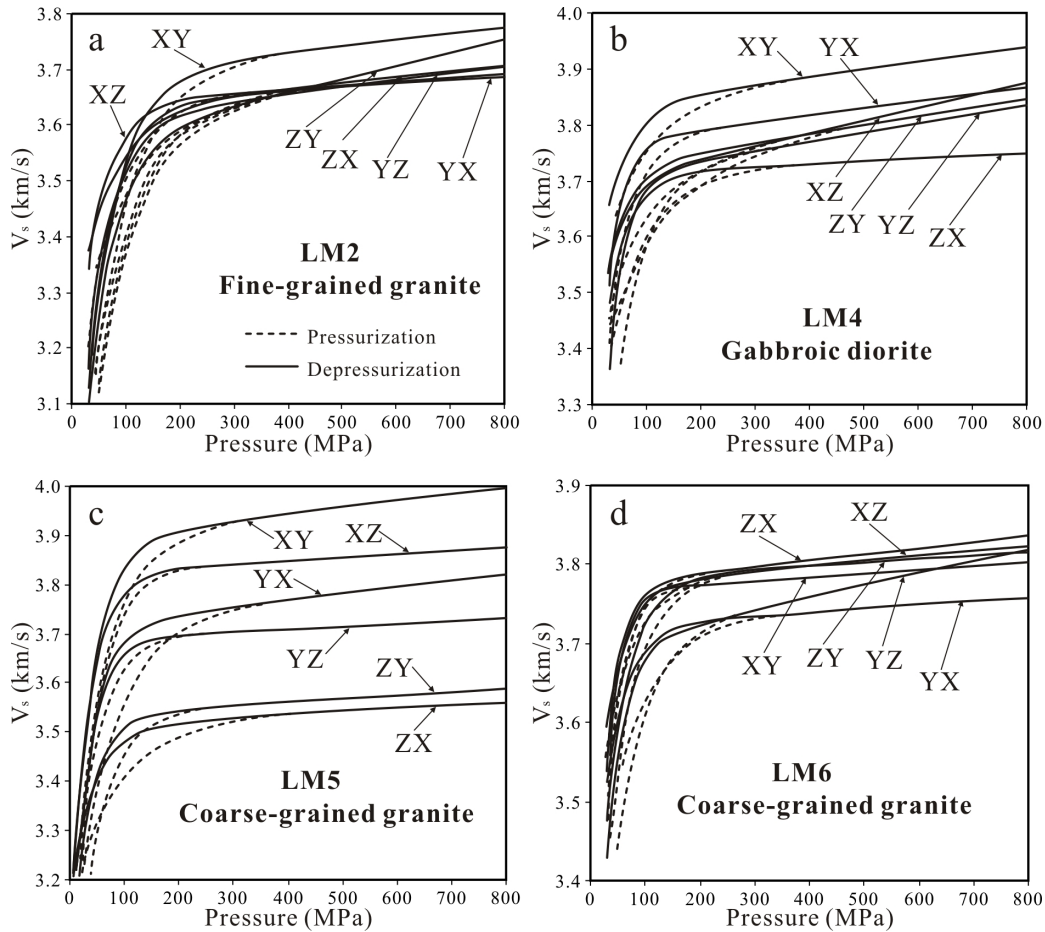 a
3.8
3.7
3.6
3.5
3.4
3.3
3.2
3.1
Vs (km/s)
XY
XZ
ZY
ZX
YZ
YX
LM2
Fine-grained granite
Pressurization
Depressurization
0 100 200 300 400 500 600 700 800
Pressure (MPa)
b
4.0
3.9
3.8
3.7
3.6
3.5
3.4
3.3
Vs (km/s)
XY
YX
XZ
ZY
YZ
ZX
LM4
Gabbroic diorite
0 100 200 300 400 500 600 700 800
Pressure (MPa)
c
4.0
3.9
3.8
3.7
3.6
3.5
3.4
3.3
3.2
Vs (km/s)
XY
XZ
YX
YZ
ZY
ZX
LM5
Coarse-grained granite
0 100 200 300 400 500 600 700 800
Pressure (MPa)
d
3.9
3.8
3.7
3.6
3.5
3.4
Vs (km/s)
ZX
XZ
XY
ZY
YZ
YX
LM6
Coarse-grained granite
0 100 200 300 400 500 600 700 800
Pressure (MPa)